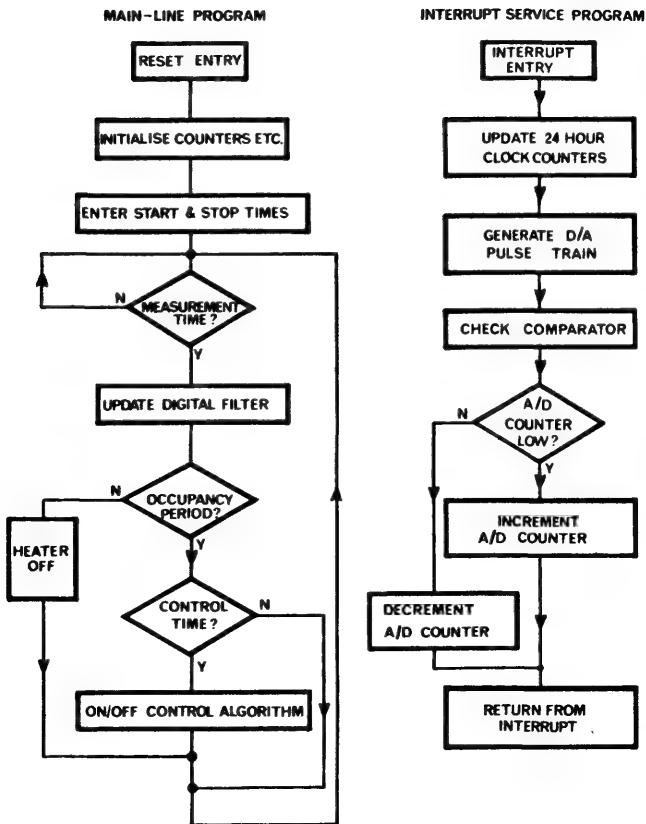 MAIN-LINE PROGRAM
RESET ENTRY
INITIALISE COUNTERS ETC.
ENTER START & STOP TIMES
N
MEASUREMENT
TIME?
Y
UPDATE DIGITAL FILTER
N
OCCUPANCY
PERIOD?
Y
HEATER
OFF
CONTROL
TIME?
N
Y
ON/OFF CONTROL ALGORITHM
INTERRUPT SERVICE PROGRAM
INTERRUPT
ENTRY
UPDATE 24 HOUR
CLOCK COUNTERS
GENERATE D/A
PULSE TRAIN
CHECK COMPARATOR
N
A/D
COUNTER
LOW?
Y
INCREMENT
A/D COUNTER
DECREMENT
A/D COUNTER
RETURN FROM
INTERRUPT